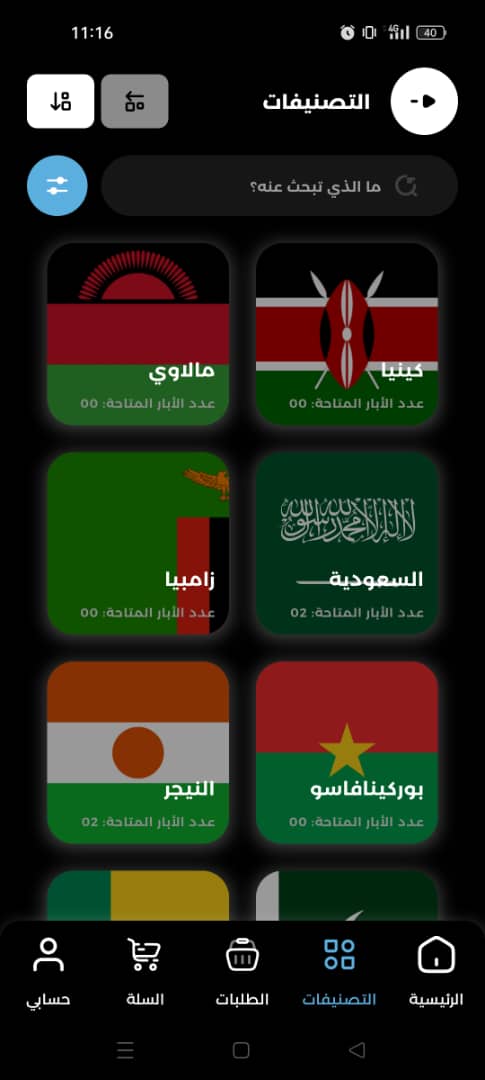 11:16
4G
40
التصنيفات
ما الذي تبحث عنه؟
كينيا
عدد الأبار المتاحة: 00
مالاوي
عدد الأبار المتاحة: 00
لا إله إلا الله محمد رسول الله
السعودية
عدد الأبار المتاحة: 02
زامبيا
عدد الأبار المتاحة: 00
بوركينافاسو
عدد الأبار المتاحة: 00
النيجر
عدد الأبار المتاحة: 02
الرئيسية
التصنيفات
الطلبات
السلة
حسابي